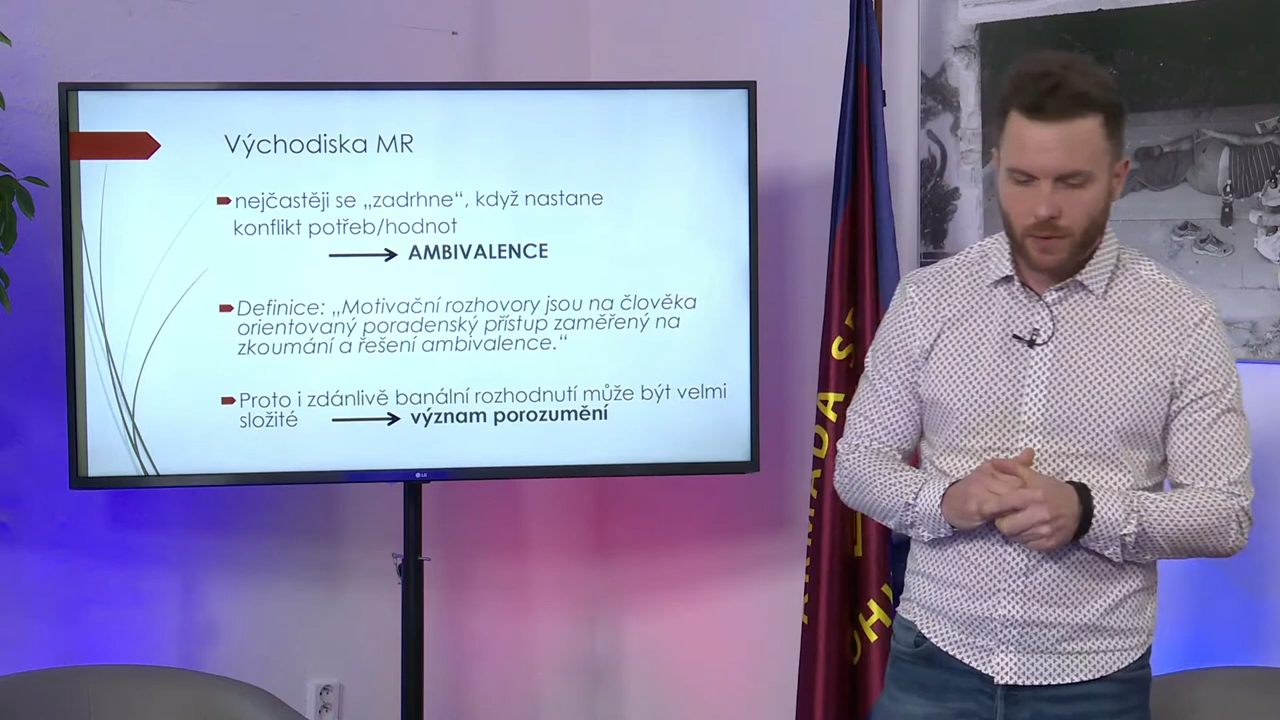 Východiska MR
nejčastěji se „zadrhne“, když nastane
konflikt potřeb/hodnot
AMBIVALENCE
Definice: „Motivační rozhovory jsou na člověka
orientovaný poradenský přístup zaměřený na
zkoumání a řešení ambivalence.“
Proto i zdánlivě banální rozhodnutí může být velmi
složité
význam porozumění
LG